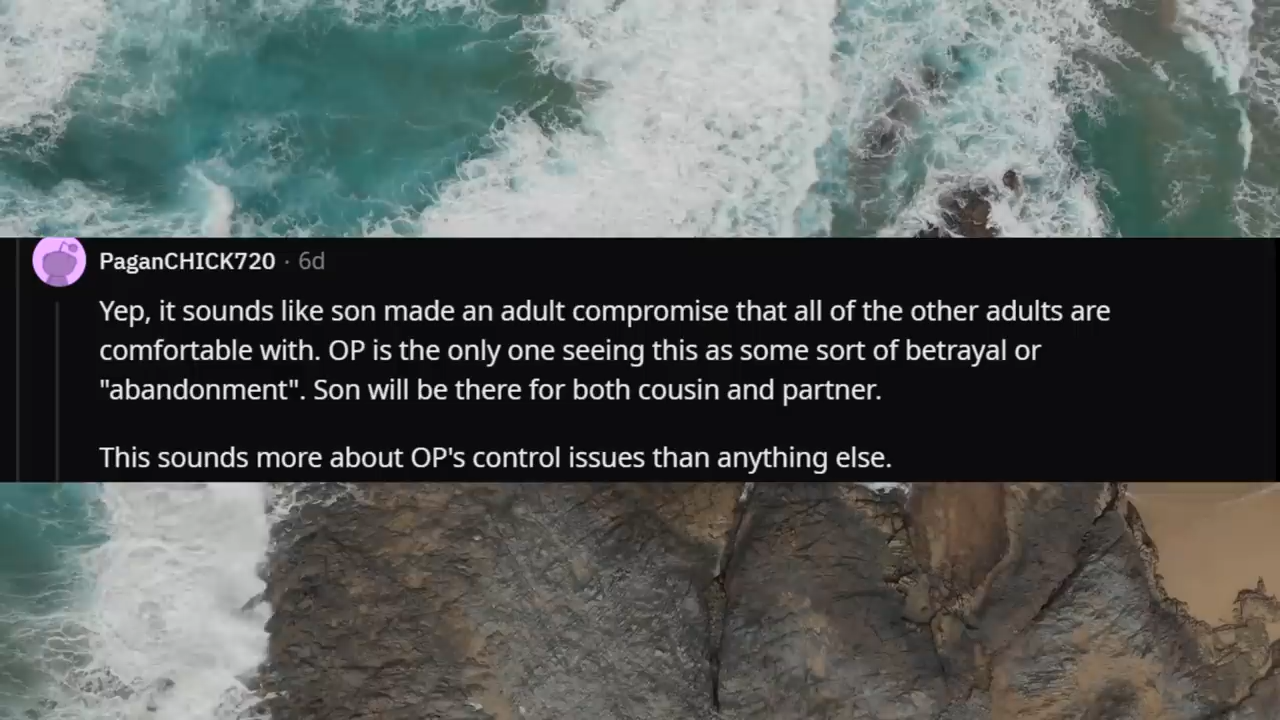 PaganCHICK720 · 6d
Yep, it sounds like son made an adult compromise that all of the other adults are
comfortable with. OP is the only one seeing this as some sort of betrayal or
"abandonment". Son will be there for both cousin and partner.
This sounds more about OP's control issues than anything else.